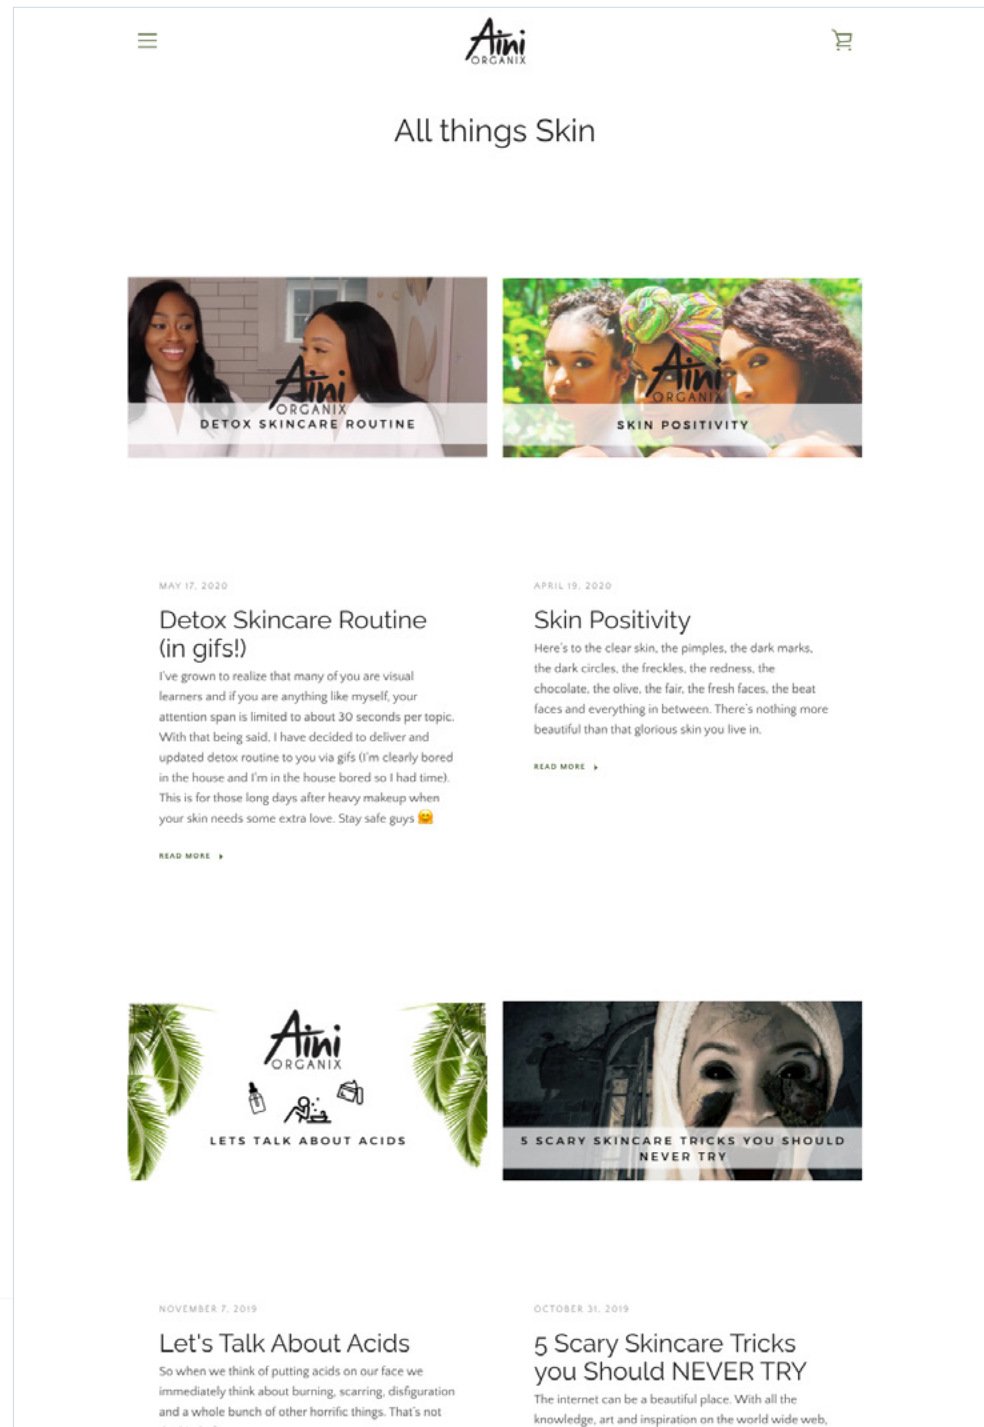 Aini
ORGANIX
All things Skin
Aini
ORGANIX
DETOX SKINCARE ROUTINE
Aini
ORGANIX
SKIN POSITIVITY
MAY 17, 2020
Detox Skincare Routine
(in gifs!)
I've grown to realize that many of you are visual
learners and if you are anything like myself, your
attention span is limited to about 30 seconds per topic.
With that being said, I have decided to deliver and
updated detox routine to you via gifs (I'm clearly bored
in the house and I'm in the house bored so I had time).
This is for those long days after heavy makeup when
your skin needs some extra love. Stay safe guys 🤗
READ MORE
APRIL 19, 2020
Skin Positivity
Here's to the clear skin, the pimples, the dark marks,
the dark circles, the freckles, the redness, the
chocolate, the olive, the fair, the fresh faces, the beat
faces and everything in between. There's nothing more
beautiful than that glorious skin you live in.
READ MORE
Aini
ORGANIX
LETS TALK ABOUT ACIDS
5 SCARY SKINCARE TRICKS YOU SHOULD
NEVER TRY
NOVEMBER 7, 2019
Let's Talk About Acids
So when we think of putting acids on our face we
immediately think about burning, scarring, disfiguration
and a whole bunch of other horrific things. That's not
OCTOBER 31, 2019
5 Scary Skincare Tricks
you Should NEVER TRY
The internet can be a beautiful place. With all the
knowledge, art and inspiration on the world wide web,